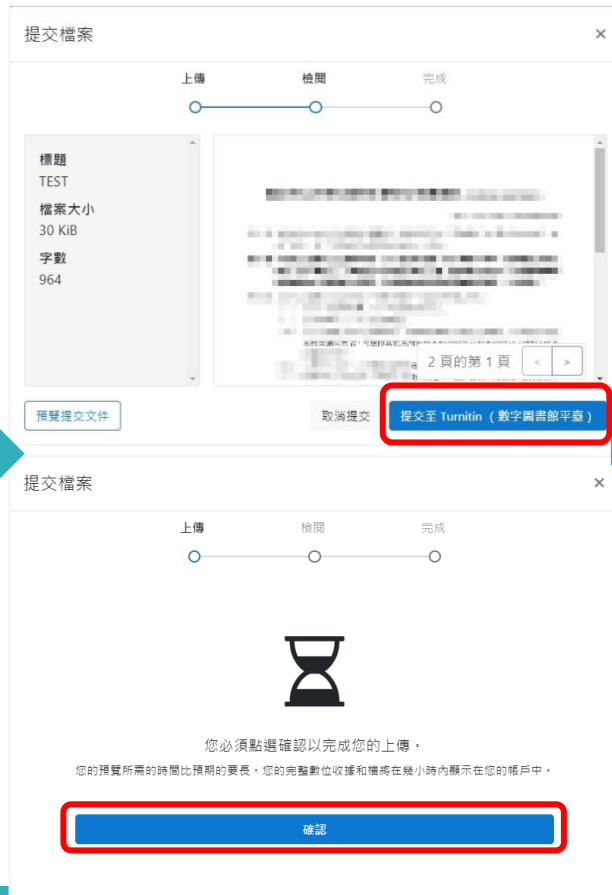 提交檔案
×
上傳 檢閱 完成
標題
TEST
檔案大小
30 KiB
字數
964
2 頁的第 1 頁 < >
預覽提交文件 取消提交 提交至 Turnitin （數字圖書館平臺）
提交檔案
×
上傳 檢閱 完成
您必須點選確認以完成您的上傳。
您的預覽所需的時間比預期的要長。您的完整數位收據和檔將在幾小時內顯示在您的帳戶中。
確認